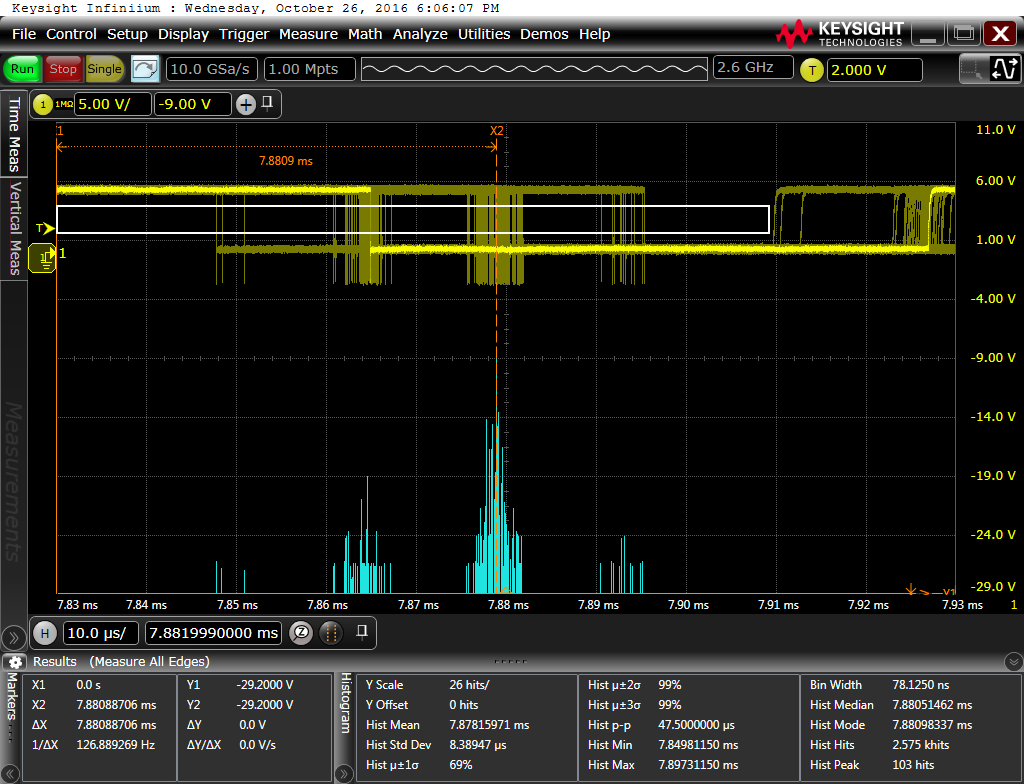 Keysight Infiniium : Wednesday, October 26, 2016 6:06:07 PM
File Control Setup Display Trigger Measure Math Analyze Utilities Demos Help
KEYSIGHT
TECHNOLOGIES
Run Stop Single 10.0 GSa/s 1.00 Mpts 2.6 GHz T 2.000 V
1 1MΩ 5.00 V/ -9.00 V
Time Meas
Vertical Meas
Measurements
1 X2 11.0 V
7.8809 ms
6.00 V
T
1.00 V
1
-4.00 V
-9.00 V
-14.0 V
-19.0 V
-24.0 V
-29.0 V
Y1
7.83 ms 7.84 ms 7.85 ms 7.86 ms 7.87 ms 7.88 ms 7.89 ms 7.90 ms 7.91 ms 7.92 ms 7.93 ms 1
H 10.0 µs/ 7.8819990000 ms
Results (Measure All Edges)
Markers
X1 0.0 s Y1 -29.2000 V
X2 7.88088706 ms Y2 -29.2000 V
ΔX 7.88088706 ms ΔY 0.0 V
1/ΔX 126.889269 Hz ΔY/ΔX 0.0 V/s
Histogram
Y Scale 26 hits/ Hist µ±2σ 99% Bin Width 78.1250 ns
Y Offset 0 hits Hist µ±3σ 99% Hist Median 7.88051462 ms
Hist Mean 7.87815971 ms Hist p-p 47.5000000 µs Hist Mode 7.88098337 ms
Hist Std Dev 8.38947 µs Hist Min 7.84981150 ms Hist Hits 2.575 khits
Hist µ±1σ 69% Hist Max 7.89731150 ms Hist Peak 103 hits